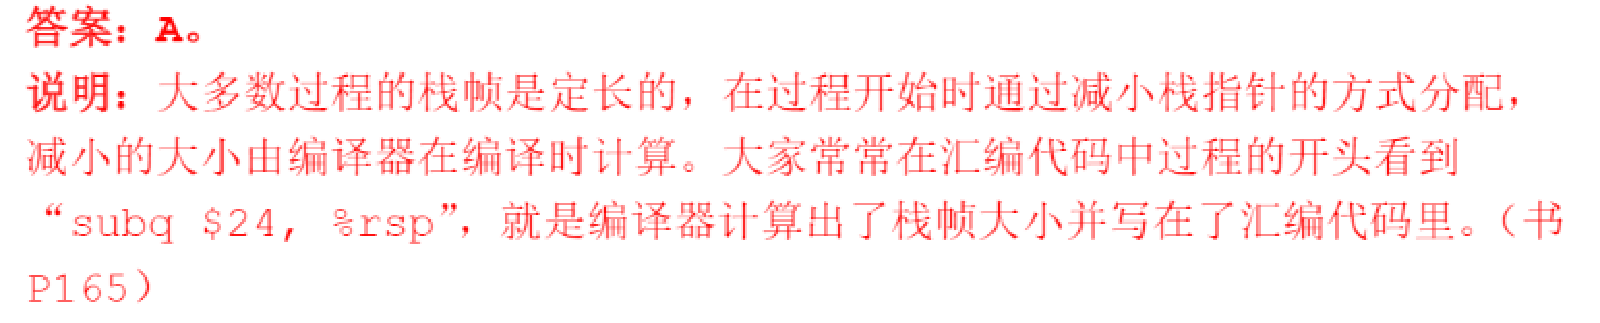 答案：A。
说明：大多数过程的栈帧是定长的，在过程开始时通过减小栈指针的方式分配，
减小的大小由编译器在编译时计算。大家常常在汇编代码中过程的开头看到
“subq $24, %rsp”，就是编译器计算出了栈帧大小并写在了汇编代码里。（书
P165）